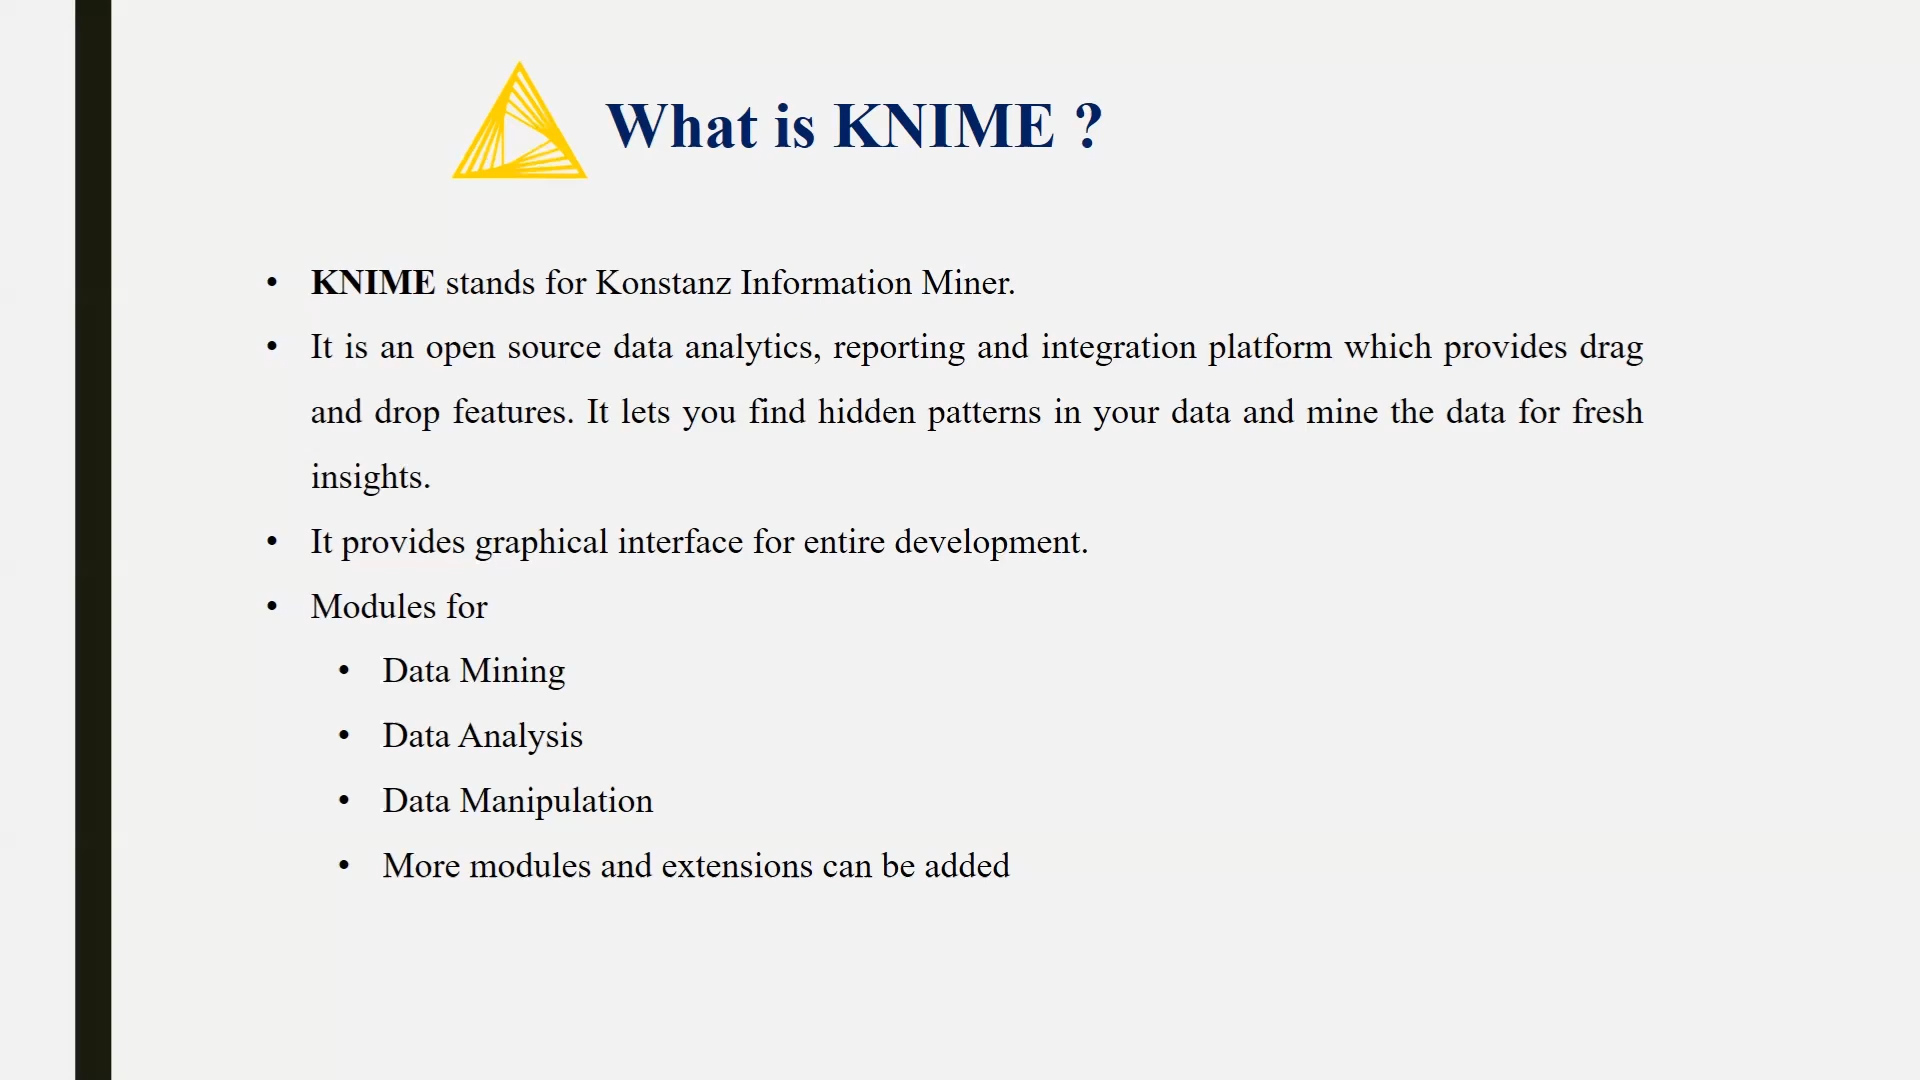 What is KNIME ?
• KNIME stands for Konstanz Information Miner.
• It is an open source data analytics, reporting and integration platform which provides drag
and drop features. It lets you find hidden patterns in your data and mine the data for fresh
insights.
• It provides graphical interface for entire development.
• Modules for
• Data Mining
• Data Analysis
• Data Manipulation
• More modules and extensions can be added